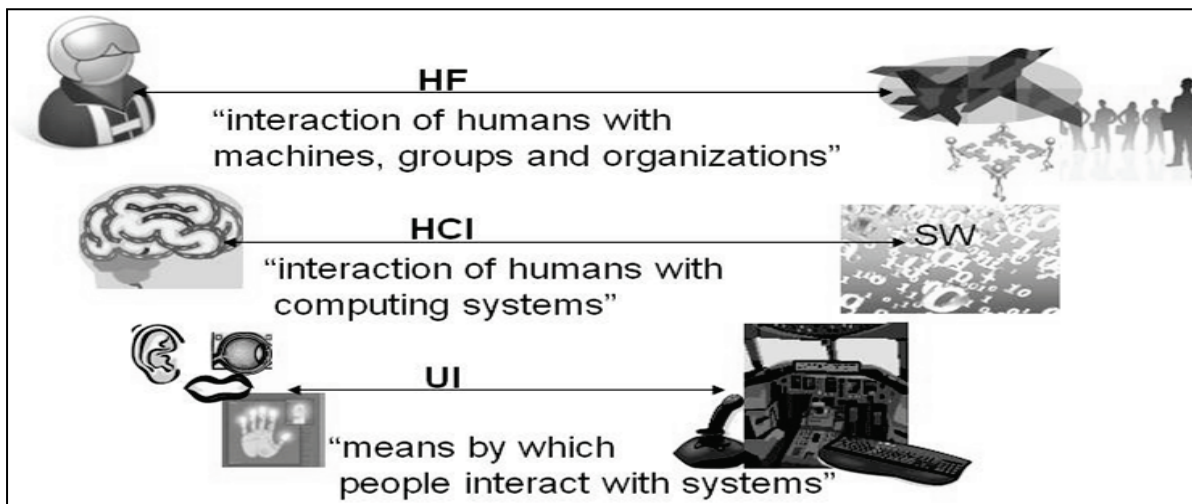 HF
“interaction of humans with
machines, groups and organizations”
HCI
SW
“interaction of humans with
computing systems”
UI
“means by which
people interact with systems”